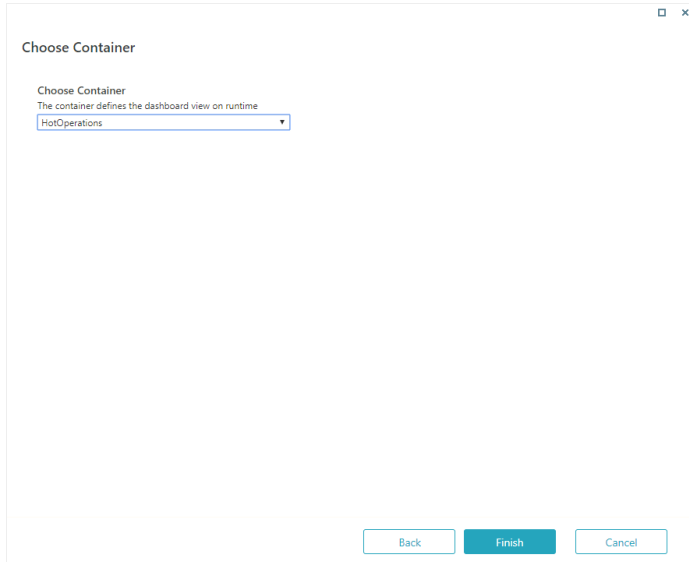 Choose Container
Choose Container
The container defines the dashboard view on runtime
HotOperations
Back
Finish
Cancel